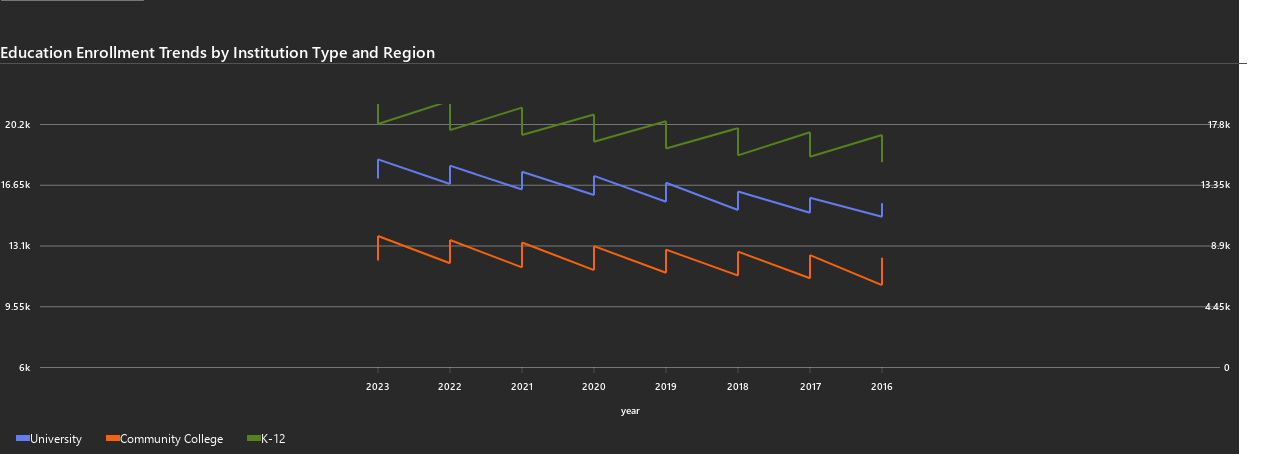 Education Enrollment Trends by Institution Type and Region
20.2k 17.8k
16.65k 13.35k
13.1k 8.9k
9.55k 4.45k
6k 0
2023 2022 2021 2020 2019 2018 2017 2016
year
University Community College K-12